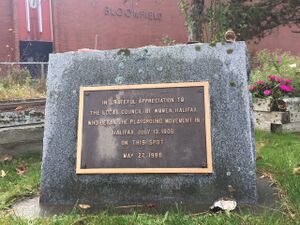 BLOOMFIELD
IN GRATEFUL APPRECIATION TO
THE LOCAL COUNCIL OF WOMEN, HALIFAX
WHO BEGAN THE PLAYGROUND MOVEMENT IN
HALIFAX, JULY 13, 1906
ON THIS SPOT
MAY 27, 1986